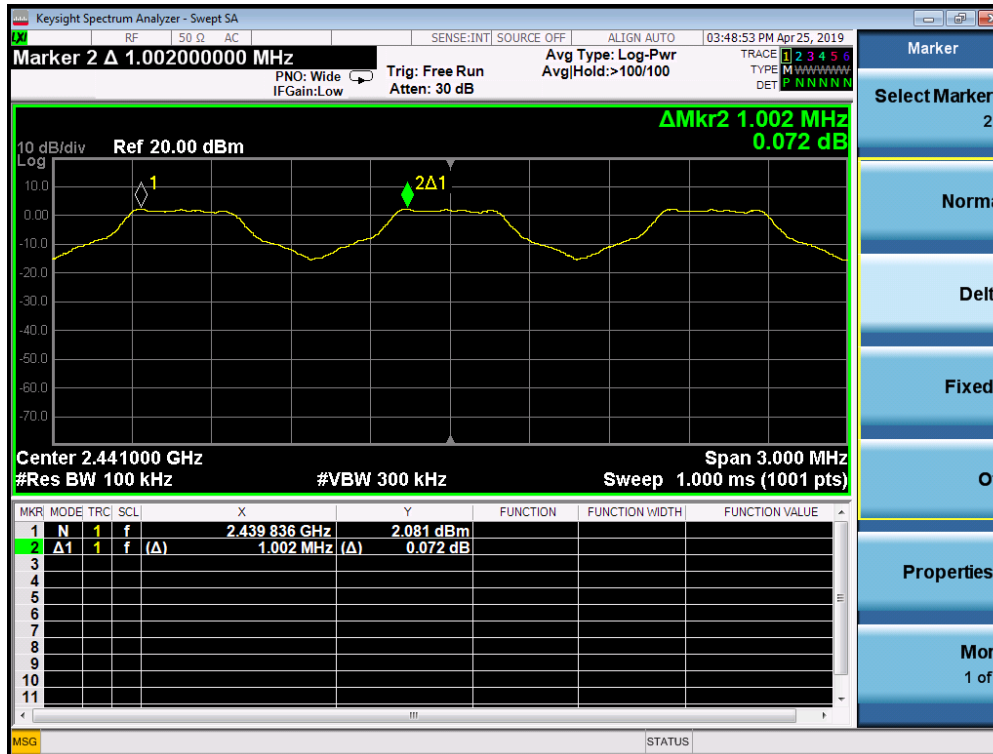 Keysight Spectrum Analyzer - Swept SA
LXI RF 50 Ω AC SENSE:INT SOURCE OFF ALIGN AUTO 03:48:53 PM Apr 25, 2019
Marker 2 Δ 1.002000000 MHz
PNO: Wide
IFGain:Low
Trig: Free Run
Atten: 30 dB
Avg Type: Log-Pwr
Avg|Hold:>100/100
TRACE 1 2 3 4 5 6
TYPE M W W W W W
DET P N N N N N
ΔMkr2 1.002 MHz
0.072 dB
10 dB/div Ref 20.00 dBm
Log
10.0
0.00
-10.0
-20.0
-30.0
-40.0
-50.0
-60.0
-70.0
1
2Δ1
Center 2.441000 GHz Span 3.000 MHz
#Res BW 100 kHz #VBW 300 kHz Sweep 1.000 ms (1001 pts)
MKR MODE TRC SCL X Y FUNCTION FUNCTION WIDTH FUNCTION VALUE
1 N 1 f 2.439 836 GHz 2.081 dBm
2 Δ1 1 f (Δ) 1.002 MHz (Δ) 0.072 dB
3
4
5
6
7
8
9
10
11
MSG STATUS
Marker
Select Marker
2
Norma
Delt
Fixed
O
Properties
Mor
1 of